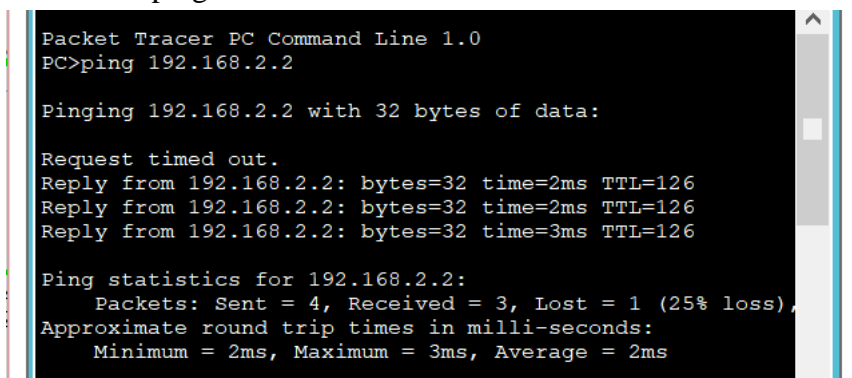 Packet Tracer PC Command Line 1.0
PC>ping 192.168.2.2
Pinging 192.168.2.2 with 32 bytes of data:
Request timed out.
Reply from 192.168.2.2: bytes=32 time=2ms TTL=126
Reply from 192.168.2.2: bytes=32 time=2ms TTL=126
Reply from 192.168.2.2: bytes=32 time=3ms TTL=126
Ping statistics for 192.168.2.2:
Packets: Sent = 4, Received = 3, Lost = 1 (25% loss),
Approximate round trip times in milli-seconds:
Minimum = 2ms, Maximum = 3ms, Average = 2ms